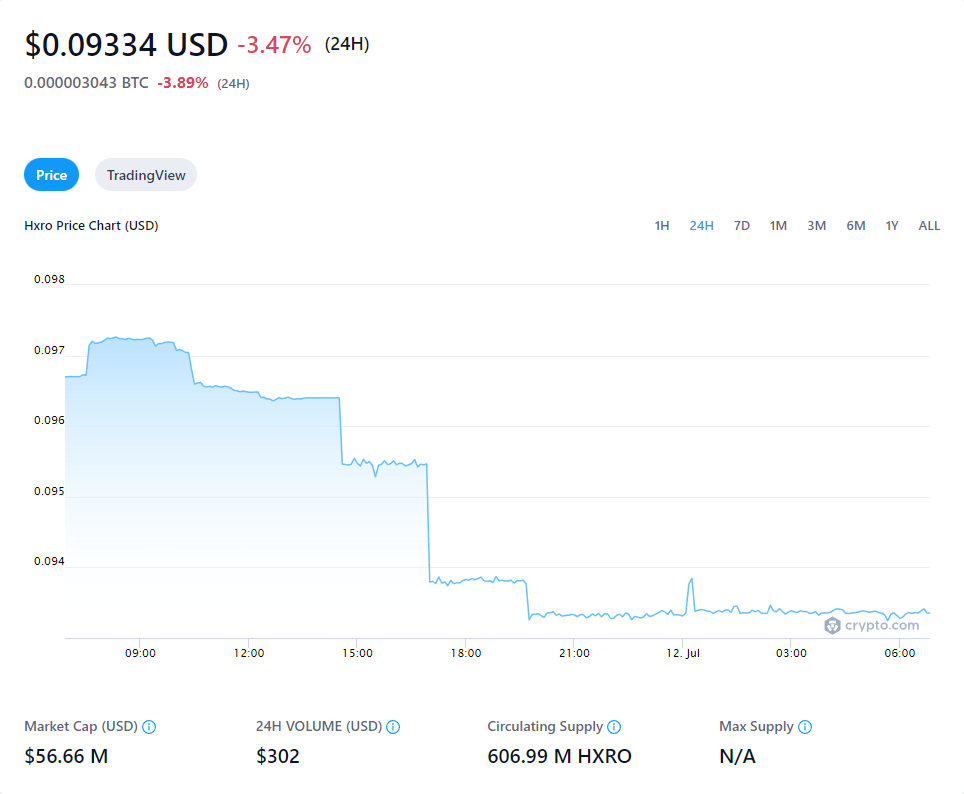 $0.09334 USD -3.47% (24H)
0.000003043 BTC -3.89% (24H)
Price TradingView
Hxro Price Chart (USD) 1H 24H 7D 1M 3M 6M 1Y ALL
0.098
0.097
0.096
0.095
0.094
crypto.com
09:00 12:00 15:00 18:00 21:00 12. Jul 03:00 06:00
Market Cap (USD) 24H VOLUME (USD) Circulating Supply Max Supply
$56.66 M $302 606.99 M HXRO N/A